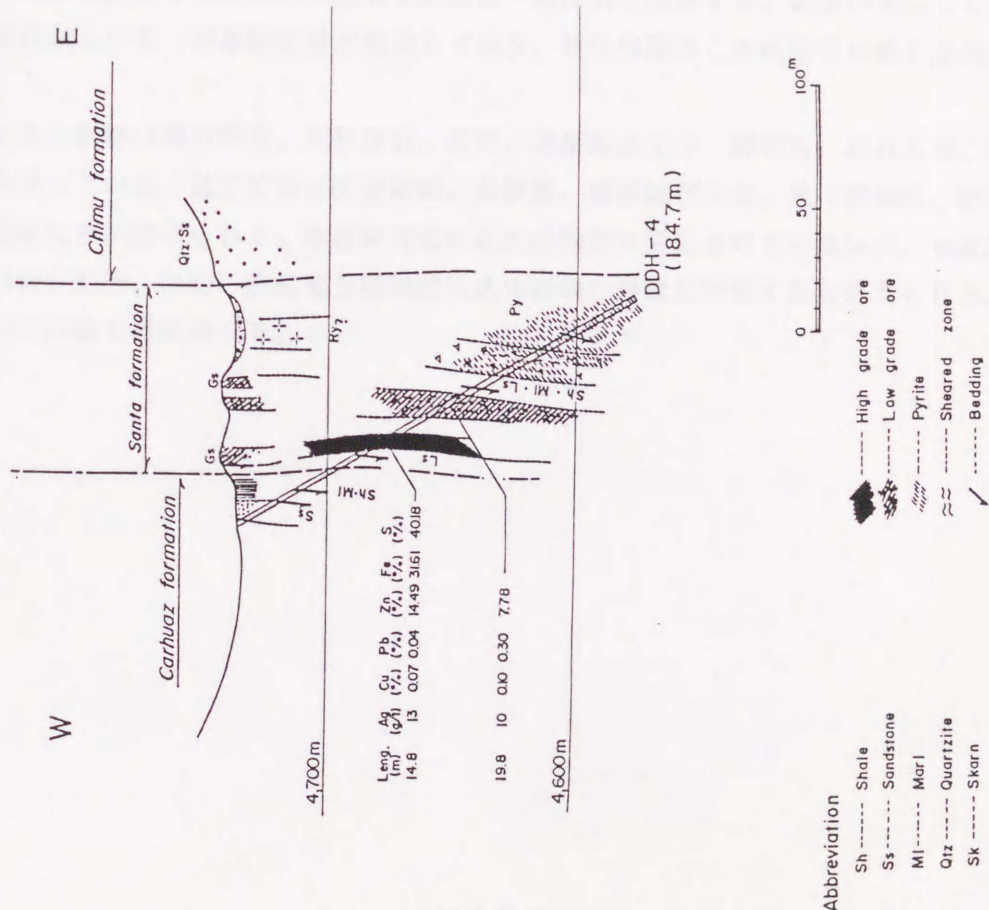 W
E
Carhuaz formation
Santa formation
Chimu formation
Gs
Gs
Qtz·Ss
Ss
Sh·Ml
Ls
Sh·Ml·Ls
Ry?
Py
4,700m
4,600m
Leng. Ag Cu Pb Zn Fe S
(m) (g/t) (%) (%) (%) (%) (%)
14.8 13 0.07 0.04 14.49 31.61 40.18
19.8 10 0.10 0.30 7.78
DDH-4
(184.7m)
0 50 100m
Abbreviation
Sh ------ Shale
Ss ------ Sandstone
Ml ------ Marl
Qtz ------ Quartzite
Sk ------ Skarn
------ High grade ore
------ Low grade ore
------ Pyrite
------ Sheared zone
------ Bedding